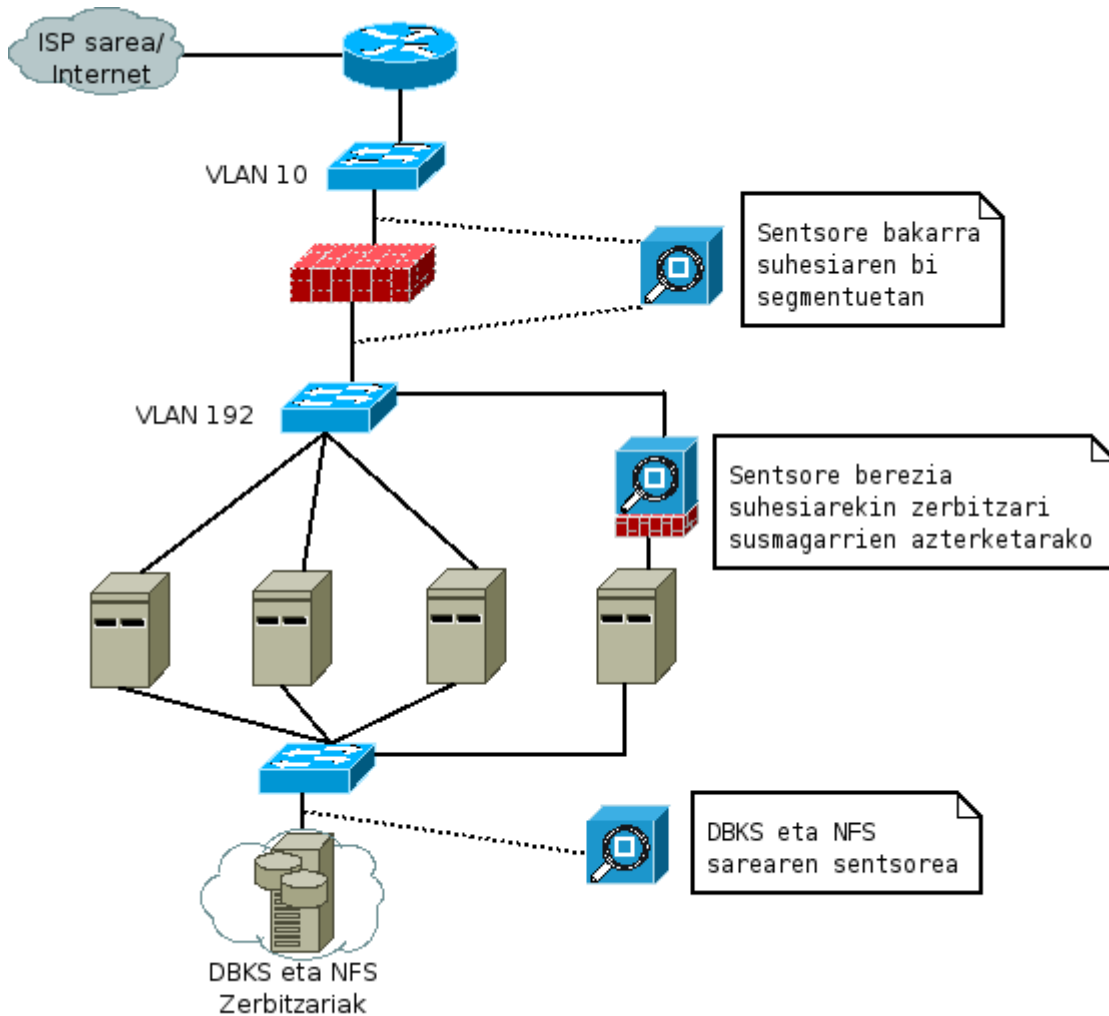 ISP sarea/
Internet
VLAN 10
Sentsore bakarra
suhesiaren bi
segmentuetan
VLAN 192
Sentsore berezia
suhesiarekin zerbitzari
susmagarrien azterketarako
DBKS eta NFS
sarearen sentsorea
DBKS eta NFS
Zerbitzariak